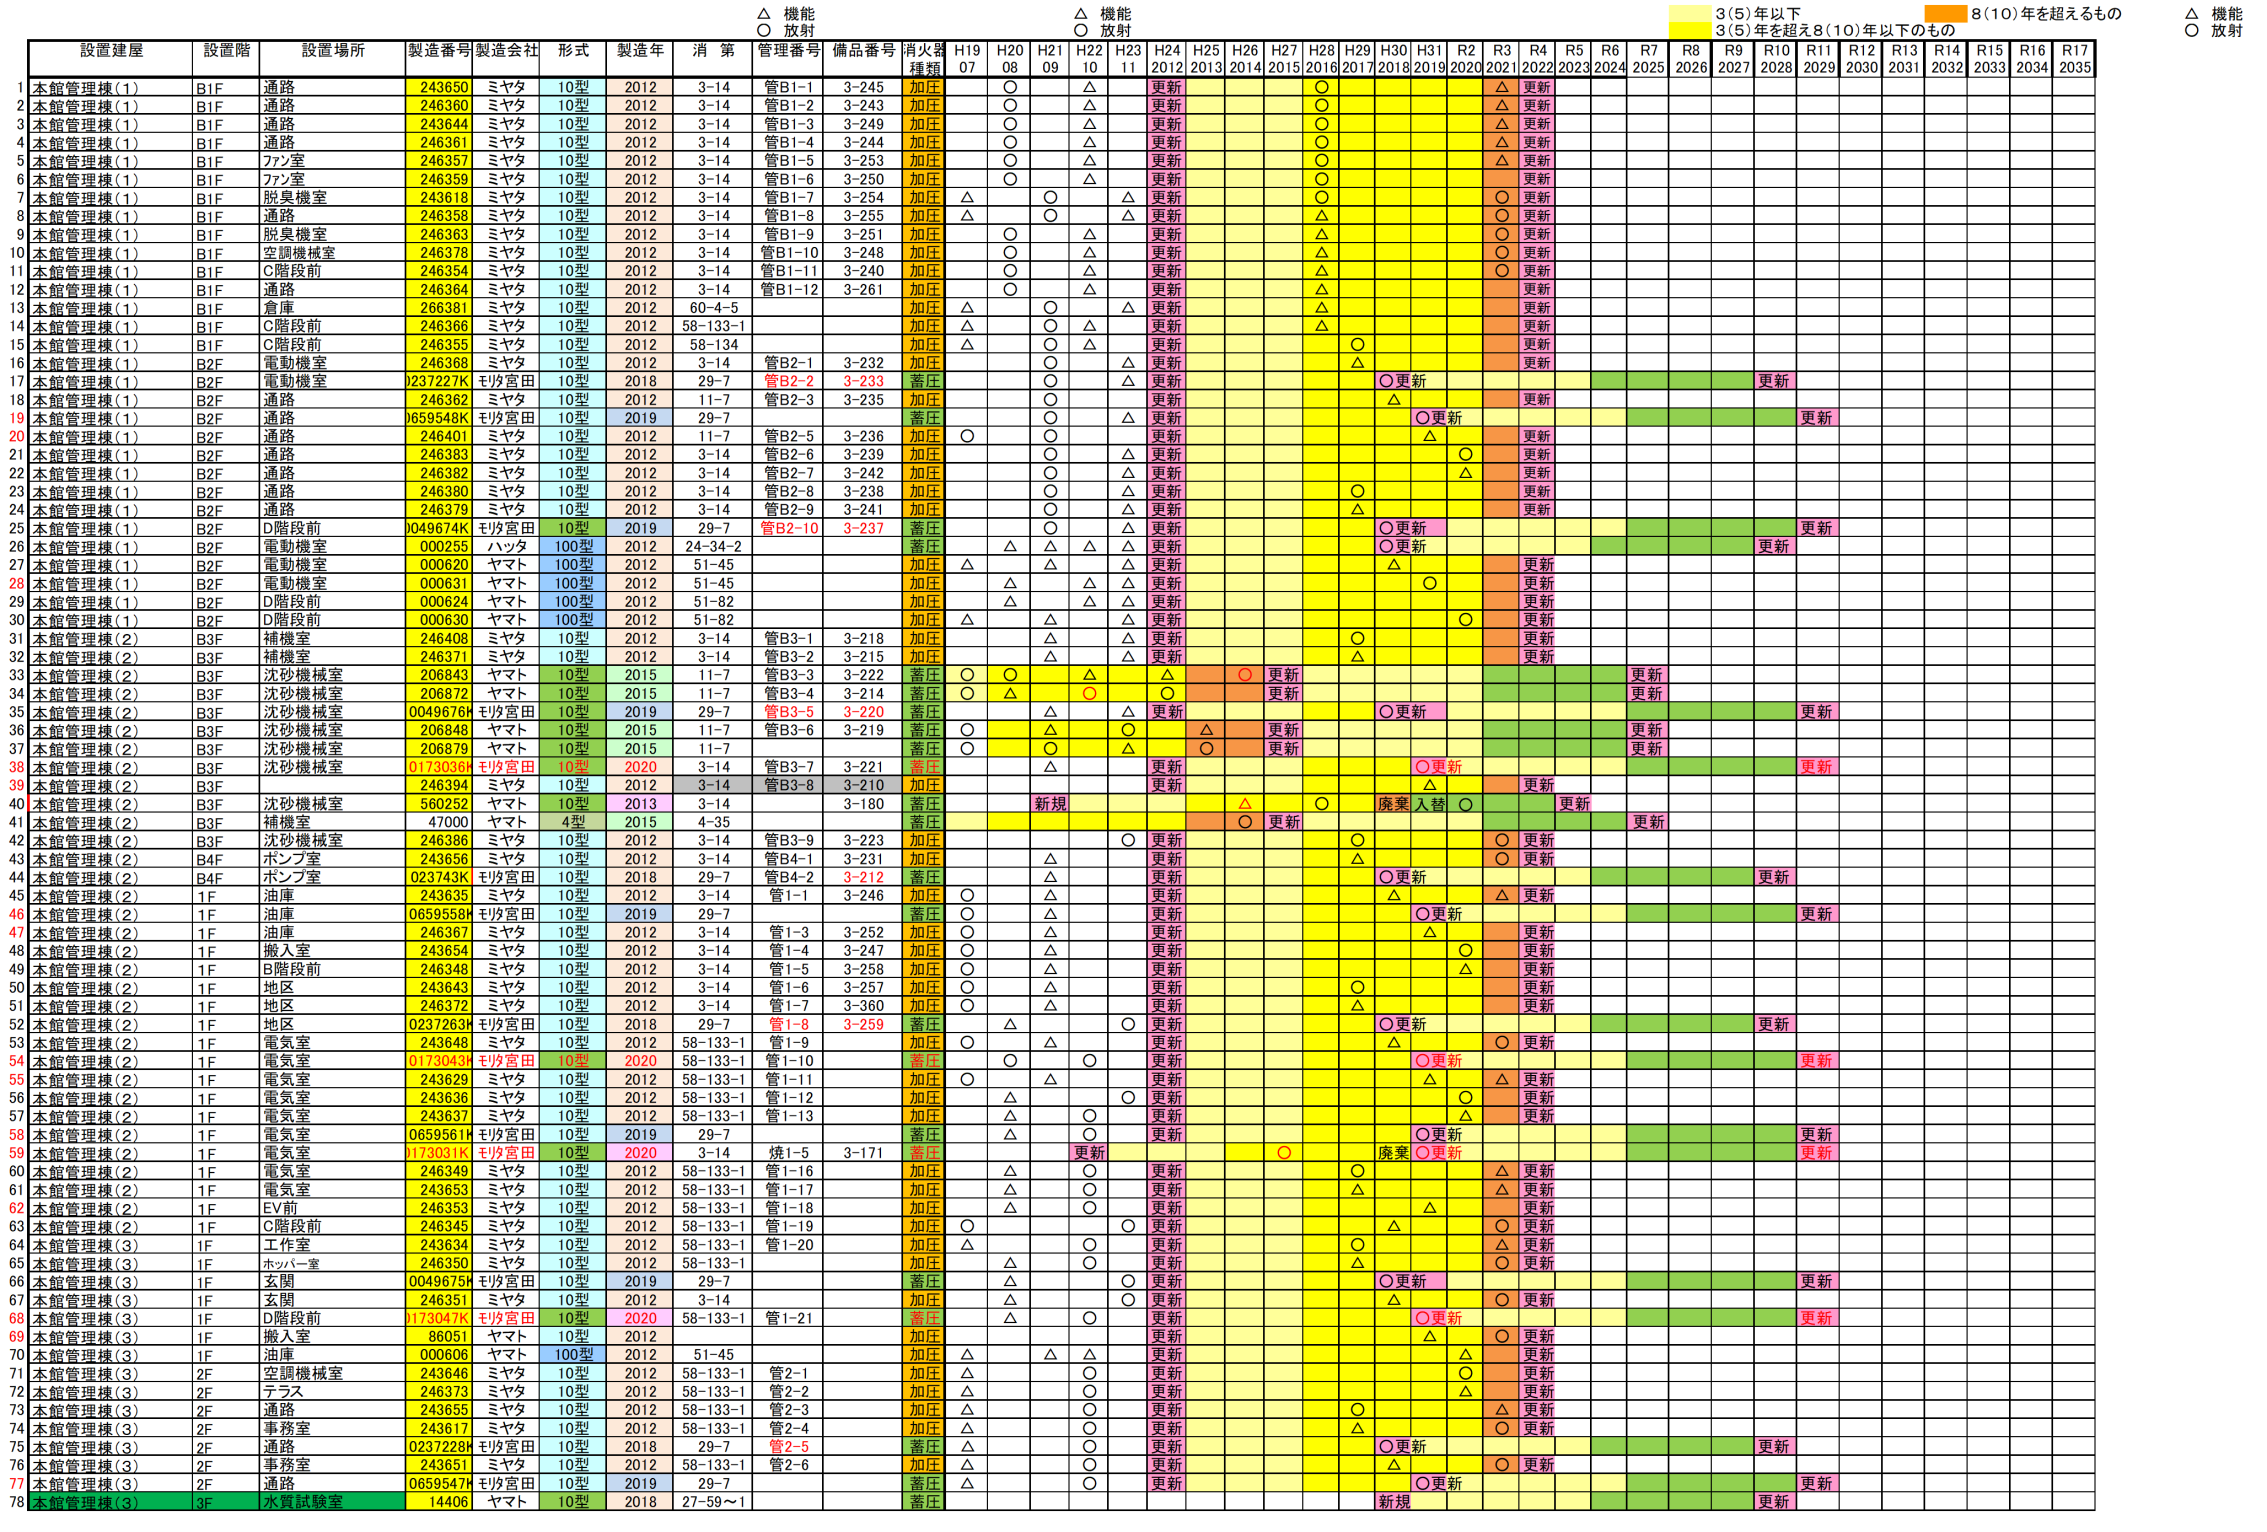 △ 機能 △ 機能 3(5)年以下 8(10)年を超えるもの △ 機能
○ 放射 ○ 放射 3(5)年を超え8(10)年以下のもの ○ 放射
設置建屋 設置階 設置場所 製造番号 製造会社 形式 製造年 消 第 管理番号 備品番号 消火器 H19 H20 H21 H22 H23 H24 H25 H26 H27 H28 H29 H30 H31 R2 R3 R4 R5 R6 R7 R8 R9 R10 R11 R12 R13 R14 R15 R16 R17
種類 07 08 09 10 11 2012 2013 2014 2015 2016 2017 2018 2019 2020 2021 2022 2023 2024 2025 2026 2027 2028 2029 2030 2031 2032 2033 2034 2035
1 本館管理棟(1) B1F 通路 243650 ミヤタ 10型 2012 3-14 管B1-1 3-245 加圧 ○ △ 更新 ○ △ 更新
2 本館管理棟(1) B1F 通路 246360 ミヤタ 10型 2012 3-14 管B1-2 3-243 加圧 ○ △ 更新 ○ △ 更新
3 本館管理棟(1) B1F 通路 243644 ミヤタ 10型 2012 3-14 管B1-3 3-249 加圧 ○ △ 更新 ○ △ 更新
4 本館管理棟(1) B1F 通路 246361 ミヤタ 10型 2012 3-14 管B1-4 3-244 加圧 ○ △ 更新 ○ △ 更新
5 本館管理棟(1) B1F ファン室 246357 ミヤタ 10型 2012 3-14 管B1-5 3-253 加圧 ○ △ 更新 ○ △ 更新
6 本館管理棟(1) B1F ファン室 246359 ミヤタ 10型 2012 3-14 管B1-6 3-250 加圧 ○ △ 更新 ○ 更新
7 本館管理棟(1) B1F 脱臭機室 243618 ミヤタ 10型 2012 3-14 管B1-7 3-254 加圧 △ ○ △ 更新 ○ ○ 更新
8 本館管理棟(1) B1F 通路 246358 ミヤタ 10型 2012 3-14 管B1-8 3-255 加圧 △ ○ △ 更新 △ ○ 更新
9 本館管理棟(1) B1F 脱臭機室 246363 ミヤタ 10型 2012 3-14 管B1-9 3-251 加圧 ○ △ 更新 △ ○ 更新
10 本館管理棟(1) B1F 空調機械室 246378 ミヤタ 10型 2012 3-14 管B1-10 3-248 加圧 ○ △ 更新 △ ○ 更新
11 本館管理棟(1) B1F C階段前 246354 ミヤタ 10型 2012 3-14 管B1-11 3-240 加圧 ○ △ 更新 △ ○ 更新
12 本館管理棟(1) B1F 通路 246364 ミヤタ 10型 2012 3-14 管B1-12 3-261 加圧 ○ △ 更新 △ 更新
13 本館管理棟(1) B1F 倉庫 266381 ミヤタ 10型 2012 60-4-5 加圧 △ ○ △ 更新 △ 更新
14 本館管理棟(1) B1F C階段前 246366 ミヤタ 10型 2012 58-133-1 加圧 △ ○ △ 更新 △ 更新
15 本館管理棟(1) B1F C階段前 246355 ミヤタ 10型 2012 58-134 加圧 △ ○ △ 更新 ○ 更新
16 本館管理棟(1) B2F 電動機室 246368 ミヤタ 10型 2012 3-14 管B2-1 3-232 加圧 ○ △ 更新 △ 更新
17 本館管理棟(1) B2F 電動機室 0237227K モリタ宮田 10型 2018 29-7 管B2-2 3-233 蓄圧 ○ △ 更新 ○更新 更新
18 本館管理棟(1) B2F 通路 246362 ミヤタ 10型 2012 11-7 管B2-3 3-235 加圧 ○ 更新 △ 更新
19 本館管理棟(1) B2F 通路 0659548K モリタ宮田 10型 2019 29-7 蓄圧 ○ △ 更新 ○更新 更新
20 本館管理棟(1) B2F 通路 246401 ミヤタ 10型 2012 11-7 管B2-5 3-236 加圧 ○ ○ 更新 △ 更新
21 本館管理棟(1) B2F 通路 246383 ミヤタ 10型 2012 3-14 管B2-6 3-239 加圧 ○ △ 更新 ○ 更新
22 本館管理棟(1) B2F 通路 246382 ミヤタ 10型 2012 3-14 管B2-7 3-242 加圧 ○ △ 更新 △ 更新
23 本館管理棟(1) B2F 通路 246380 ミヤタ 10型 2012 3-14 管B2-8 3-238 加圧 ○ △ 更新 ○ 更新
24 本館管理棟(1) B2F 通路 246379 ミヤタ 10型 2012 3-14 管B2-9 3-241 加圧 ○ △ 更新 △ 更新
25 本館管理棟(1) B2F D階段前 0049674K モリタ宮田 10型 2019 29-7 管B2-10 3-237 蓄圧 ○ △ 更新 ○更新 更新
26 本館管理棟(1) B2F 電動機室 000255 ハッタ 100型 2012 24-34-2 蓄圧 △ △ △ △ 更新 ○更新 更新
27 本館管理棟(1) B2F 電動機室 000620 ヤマト 100型 2012 51-45 加圧 △ △ △ 更新 △ 更新
28 本館管理棟(1) B2F 電動機室 000631 ヤマト 100型 2012 51-45 加圧 △ △ △ 更新 ○ 更新
29 本館管理棟(1) B2F D階段前 000624 ヤマト 100型 2012 51-82 加圧 △ △ △ 更新 更新
30 本館管理棟(1) B2F D階段前 000630 ヤマト 100型 2012 51-82 加圧 △ △ △ 更新 ○ 更新
31 本館管理棟(2) B3F 補機室 246408 ミヤタ 10型 2012 3-14 管B3-1 3-218 加圧 △ △ 更新 ○ 更新
32 本館管理棟(2) B3F 補機室 246371 ミヤタ 10型 2012 3-14 管B3-2 3-215 加圧 △ △ 更新 △ 更新
33 本館管理棟(2) B3F 沈砂機械室 206843 ヤマト 10型 2015 11-7 管B3-3 3-222 蓄圧 ○ ○ △ △ ○ 更新 更新
34 本館管理棟(2) B3F 沈砂機械室 206872 ヤマト 10型 2015 11-7 管B3-4 3-214 蓄圧 ○ △ ○ ○ 更新 更新
35 本館管理棟(2) B3F 沈砂機械室 0049676K モリタ宮田 10型 2019 29-7 管B3-5 3-220 蓄圧 △ △ 更新 ○更新 更新
36 本館管理棟(2) B3F 沈砂機械室 206848 ヤマト 10型 2015 11-7 管B3-6 3-219 蓄圧 ○ △ ○ △ 更新 更新
37 本館管理棟(2) B3F 沈砂機械室 206879 ヤマト 10型 2015 11-7 蓄圧 ○ ○ △ ○ 更新 更新
38 本館管理棟(2) B3F 沈砂機械室 0173036K モリタ宮田 10型 2020 3-14 管B3-7 3-221 蓄圧 △ 更新 ○更新 更新
39 本館管理棟(2) B3F 246394 ミヤタ 10型 2012 3-14 管B3-8 3-210 加圧 更新 △ 更新
40 本館管理棟(2) B3F 沈砂機械室 560252 ヤマト 10型 2013 3-14 3-180 蓄圧 新規 △ ○ 廃棄 入替 ○ 更新
41 本館管理棟(2) B3F 補機室 47000 ヤマト 4型 2015 4-35 蓄圧 ○ 更新 更新
42 本館管理棟(2) B3F 沈砂機械室 246386 ミヤタ 10型 2012 3-14 管B3-9 3-223 加圧 ○ 更新 ○ ○ 更新
43 本館管理棟(2) B4F ポンプ室 243656 ミヤタ 10型 2012 3-14 管B4-1 3-231 加圧 △ 更新 △ ○ 更新
44 本館管理棟(2) B4F ポンプ室 023743K モリタ宮田 10型 2018 29-7 管B4-2 3-212 蓄圧 △ 更新 ○更新 更新
45 本館管理棟(2) 1F 油庫 243635 ミヤタ 10型 2012 3-14 管1-1 3-246 加圧 ○ △ 更新 △ △ 更新
46 本館管理棟(2) 1F 油庫 0659558K モリタ宮田 10型 2019 29-7 蓄圧 ○ △ 更新 ○更新 更新
47 本館管理棟(2) 1F 油庫 246367 ミヤタ 10型 2012 3-14 管1-3 3-252 加圧 ○ △ 更新 △ 更新
48 本館管理棟(2) 1F 搬入室 243654 ミヤタ 10型 2012 3-14 管1-4 3-247 加圧 ○ △ 更新 ○ 更新
49 本館管理棟(2) 1F B階段前 246348 ミヤタ 10型 2012 3-14 管1-5 3-258 加圧 ○ △ 更新 △ 更新
50 本館管理棟(2) 1F 地区 243643 ミヤタ 10型 2012 3-14 管1-6 3-257 加圧 ○ △ 更新 ○ 更新
51 本館管理棟(2) 1F 地区 246372 ミヤタ 10型 2012 3-14 管1-7 3-360 加圧 ○ △ 更新 △ 更新
52 本館管理棟(2) 1F 地区 0237263K モリタ宮田 10型 2018 29-7 管1-8 3-259 蓄圧 △ ○ 更新 ○更新 更新
53 本館管理棟(2) 1F 電気室 243648 ミヤタ 10型 2012 58-133-1 管1-9 加圧 ○ △ 更新 △ ○ 更新
54 本館管理棟(2) 1F 電気室 0173043K モリタ宮田 10型 2020 58-133-1 管1-10 蓄圧 ○ ○ 更新 ○更新 更新
55 本館管理棟(2) 1F 電気室 243629 ミヤタ 10型 2012 58-133-1 管1-11 加圧 ○ △ 更新 △ △ 更新
56 本館管理棟(2) 1F 電気室 243636 ミヤタ 10型 2012 58-133-1 管1-12 加圧 △ ○ 更新 ○ 更新
57 本館管理棟(2) 1F 電気室 243637 ミヤタ 10型 2012 58-133-1 管1-13 加圧 △ ○ 更新 △ 更新
58 本館管理棟(2) 1F 電気室 0659561K モリタ宮田 10型 2019 29-7 蓄圧 △ ○ 更新 ○更新 更新
59 本館管理棟(2) 1F 電気室 0173031K モリタ宮田 10型 2020 3-14 焼1-5 3-171 蓄圧 更新 ○ 廃棄 ○更新 更新
60 本館管理棟(2) 1F 電気室 246349 ミヤタ 10型 2012 58-133-1 管1-16 加圧 △ ○ 更新 ○ △ 更新
61 本館管理棟(2) 1F 電気室 243653 ミヤタ 10型 2012 58-133-1 管1-17 加圧 △ ○ 更新 △ △ 更新
62 本館管理棟(2) 1F EV前 246353 ミヤタ 10型 2012 58-133-1 管1-18 加圧 △ ○ 更新 △ 更新
63 本館管理棟(2) 1F C階段前 246345 ミヤタ 10型 2012 58-133-1 管1-19 加圧 ○ ○ 更新 △ ○ 更新
64 本館管理棟(3) 1F 工作室 243634 ミヤタ 10型 2012 58-133-1 管1-20 加圧 △ ○ 更新 ○ △ 更新
65 本館管理棟(3) 1F ホッパー室 246350 ミヤタ 10型 2012 58-133-1 加圧 △ ○ 更新 △ ○ 更新
66 本館管理棟(3) 1F 玄関 0049675K モリタ宮田 10型 2019 29-7 蓄圧 △ ○ 更新 ○更新 更新
67 本館管理棟(3) 1F 玄関 246351 ミヤタ 10型 2012 3-14 加圧 △ ○ 更新 △ ○ 更新
68 本館管理棟(3) 1F D階段前 0173047K モリタ宮田 10型 2020 58-133-1 管1-21 蓄圧 △ ○ 更新 ○更新 更新
69 本館管理棟(3) 1F 搬入室 86051 ヤマト 10型 2012 加圧 更新 △ ○ 更新
70 本館管理棟(3) 1F 油庫 000606 ヤマト 100型 2012 51-45 加圧 △ △ △ 更新 △ 更新
71 本館管理棟(3) 2F 空調機械室 243646 ミヤタ 10型 2012 58-133-1 管2-1 加圧 △ ○ 更新 ○ 更新
72 本館管理棟(3) 2F テラス 246373 ミヤタ 10型 2012 58-133-1 管2-2 加圧 △ ○ 更新 △ 更新
73 本館管理棟(3) 2F 通路 243655 ミヤタ 10型 2012 58-133-1 管2-3 加圧 △ ○ 更新 ○ △ 更新
74 本館管理棟(3) 2F 事務室 243617 ミヤタ 10型 2012 58-133-1 管2-4 加圧 △ ○ 更新 △ ○ 更新
75 本館管理棟(3) 2F 通路 0237228K モリタ宮田 10型 2018 29-7 管2-5 蓄圧 △ ○ 更新 ○更新 更新
76 本館管理棟(3) 2F 事務室 243651 ミヤタ 10型 2012 58-133-1 管2-6 加圧 △ ○ 更新 △ ○ 更新
77 本館管理棟(3) 2F 通路 0659547K モリタ宮田 10型 2019 29-7 蓄圧 △ ○ 更新 ○更新 更新
78 本館管理棟(3) 3F 水質試験室 14406 ヤマト 10型 2018 27-59～1 蓄圧 新規 更新